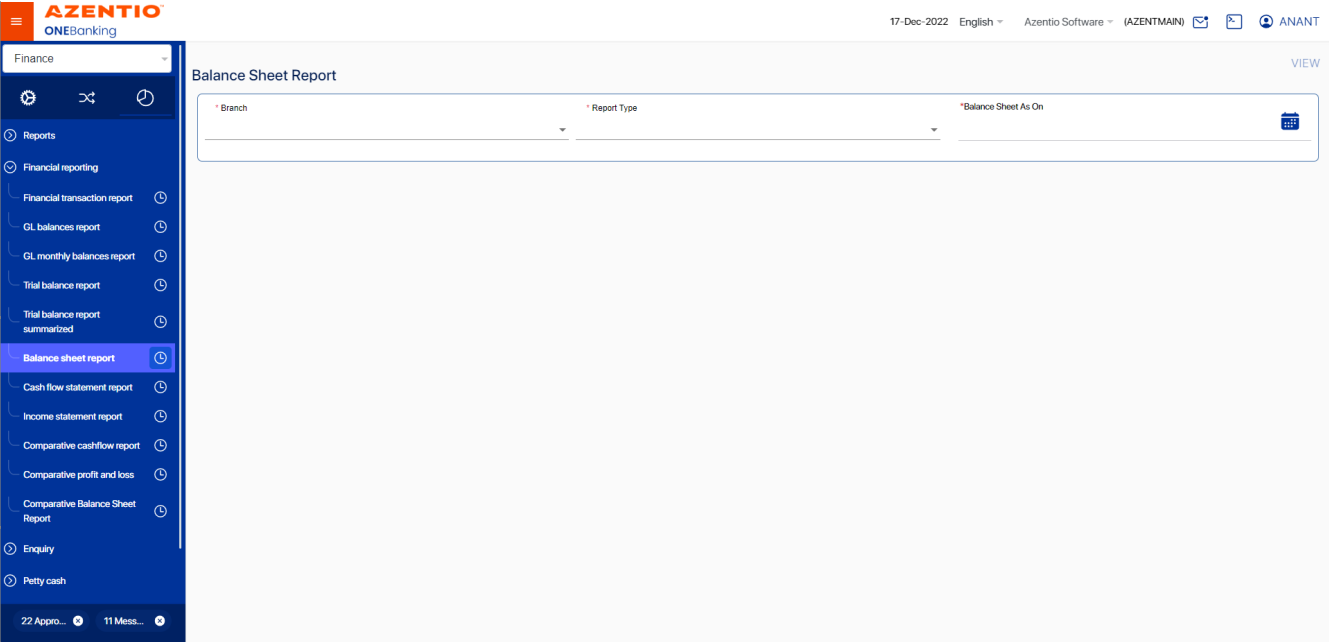 AZENTIO
ONEBanking
17-Dec-2022 English Azentio Software (AZENTMAIN) ANANT
Finance
VIEW
Balance Sheet Report
* Branch
* Report Type
*Balance Sheet As On
Reports
Financial reporting
Financial transaction report
GL balances report
GL monthly balances report
Trial balance report
Trial balance report
summarized
Balance sheet report
Cash flow statement report
Income statement report
Comparative cashflow report
Comparative profit and loss
Comparative Balance Sheet
Report
Enquiry
Petty cash
22 Appro... 11 Mess...